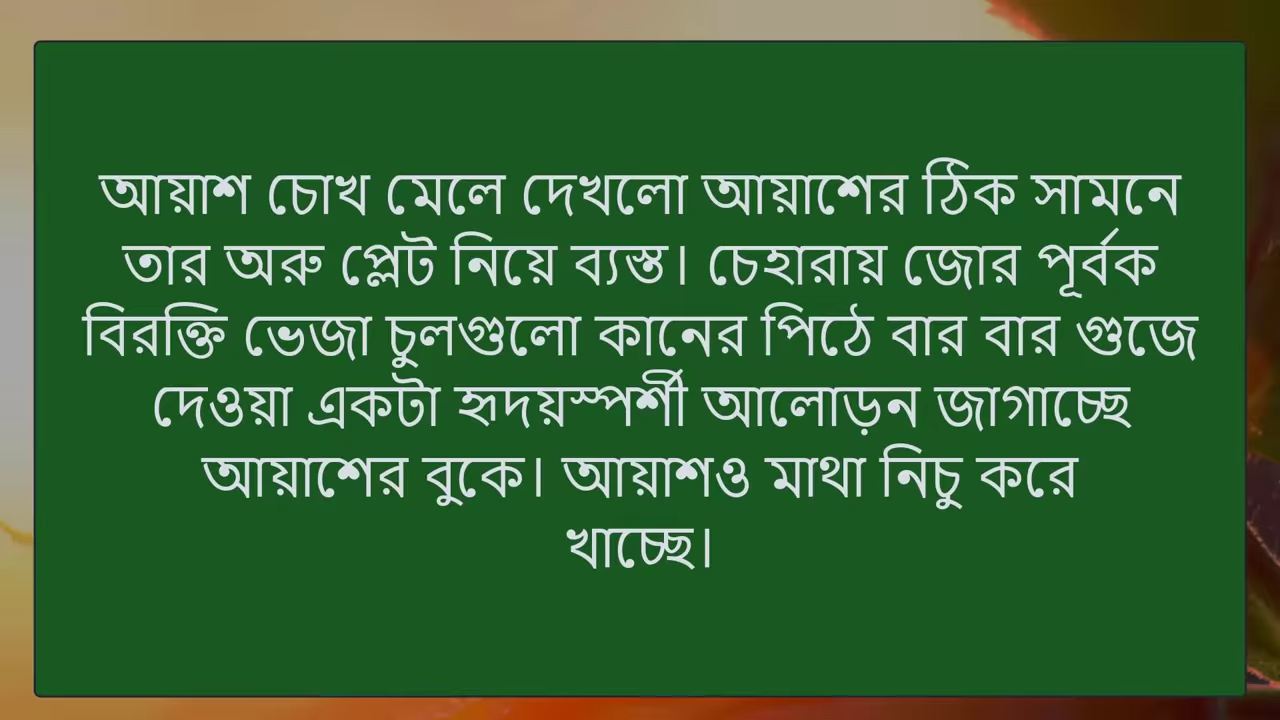 আয়াশ চোখ মেলে দেখলো আয়াশের ঠিক সামনে
তার অরু প্লেট নিয়ে ব্যস্ত। চেহারায় জোর পূর্বক
বিরক্তি ভেজা চুলগুলো কানের পিঠে বার বার গুজে
দেওয়া একটা হৃদয়স্পর্শী আলোড়ন জাগাচ্ছে
আয়াশের বুকে। আয়াশও মাথা নিচু করে
খাচ্ছে।